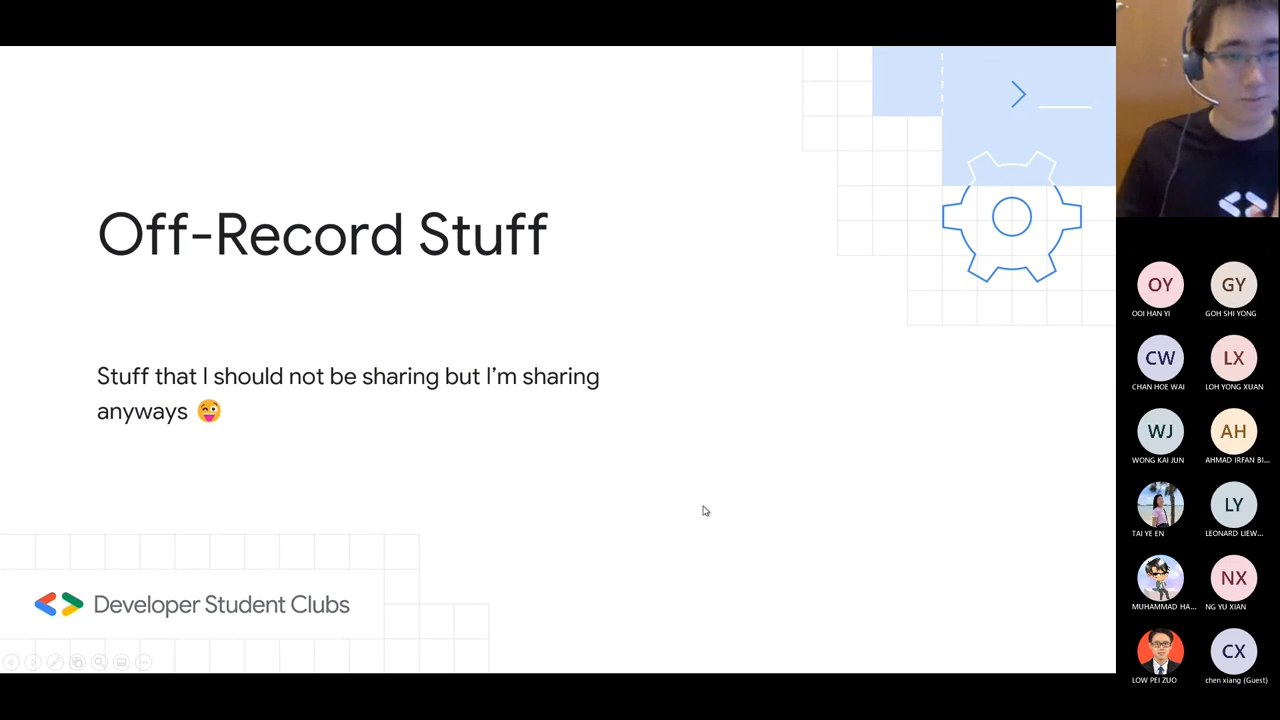 Off-Record Stuff
Stuff that I should not be sharing but I’m sharing
anyways 😜
Developer Student Clubs
OY
OOI HAN YI
GY
GOH SHI YONG
CW
CHAN HOE WAI
LX
LOH YONG XUAN
WJ
WONG KAI JUN
AH
AHMAD IRFAN BI...
TAI YE EN
LY
LEONARD LIEW...
MUHAMMAD HA...
NX
NG YU XIAN
LOW PEI ZUO
CX
chen xiang (Guest)